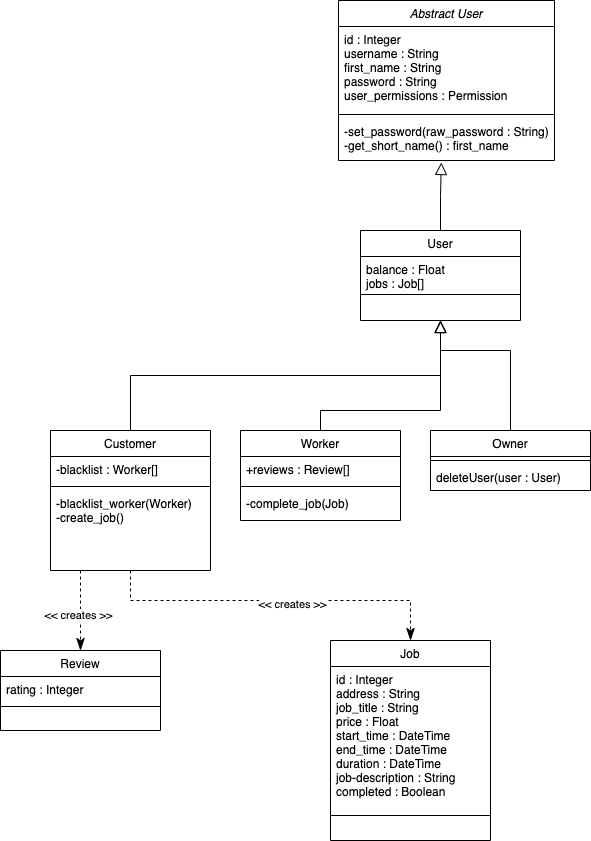 Abstract User
id : Integer
username : String
first_name : String
password : String
user_permissions : Permission
-set_password(raw_password : String)
-get_short_name() : first_name
User
balance : Float
jobs : Job[]
Customer
-blacklist : Worker[]
-blacklist_worker(Worker)
-create_job()
Worker
+reviews : Review[]
-complete_job(Job)
Owner
deleteUser(user : User)
<< creates >>
<< creates >>
Review
rating : Integer
Job
id : Integer
address : String
job_title : String
price : Float
start_time : DateTime
end_time : DateTime
duration : DateTime
job-description : String
completed : Boolean